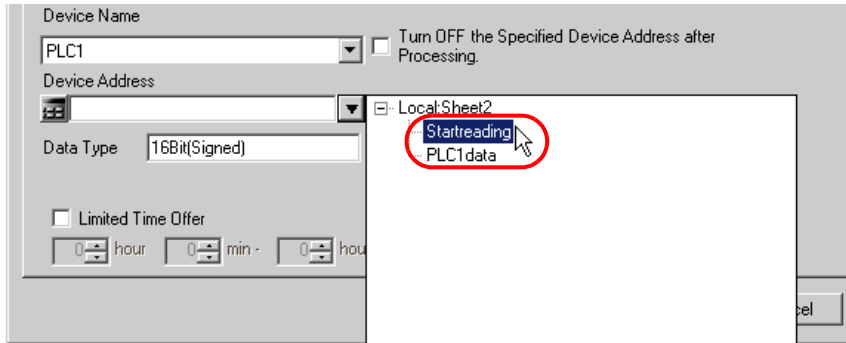 Device Name
PLC1
Turn OFF the Specified Device Address after
Processing.
Device Address
Local:Sheet2
Startreading
PLC1data
Data Type 16Bit(Signed)
Limited Time Offer
0 hour 0 min - 0 hou
cel